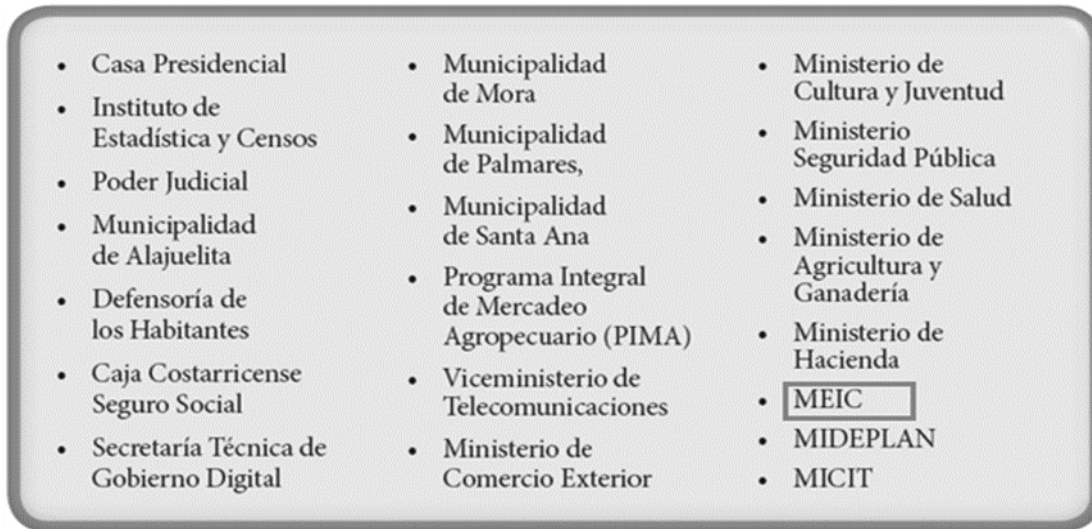 • Casa Presidencial
• Instituto de
Estadística y Censos
• Poder Judicial
• Municipalidad
de Alajuelita
• Defensoría de
los Habitantes
• Caja Costarricense
Seguro Social
• Secretaría Técnica de
Gobierno Digital
• Municipalidad
de Mora
• Municipalidad
de Palmares,
• Municipalidad
de Santa Ana
• Programa Integral
de Mercadeo
Agropecuario (PIMA)
• Viceministerio de
Telecomunicaciones
• Ministerio de
Comercio Exterior
• Ministerio de
Cultura y Juventud
• Ministerio
Seguridad Pública
• Ministerio de Salud
• Ministerio de
Agricultura y
Ganadería
• Ministerio de
Hacienda
• MEIC
• MIDEPLAN
• MICIT